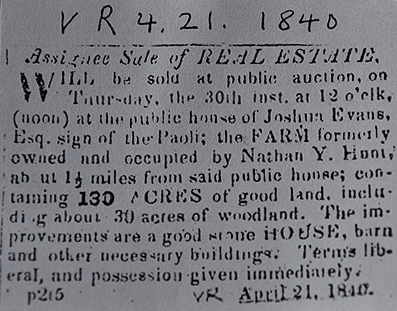 VR 4.21. 1840
Assignee Sale of REAL ESTATE,
WILL be sold at public auction, on
Thursday, the 30th inst. at 12 o'clk,
(noon) at the public house of Joshua Evans,
Esq. sign of the Paoli; the FARM formerly
owned and occupied by Nathan Y. Hunt,
ab ut 1½ miles from said public house; con-
taining 130 ACRES of good land, inclu-
ding about 30 acres of woodland. The im-
provements are a good stone HOUSE, barn
and other necessary buildings. Terms lib-
eral, and possession given immediately.
p215
VR April 21, 1840.